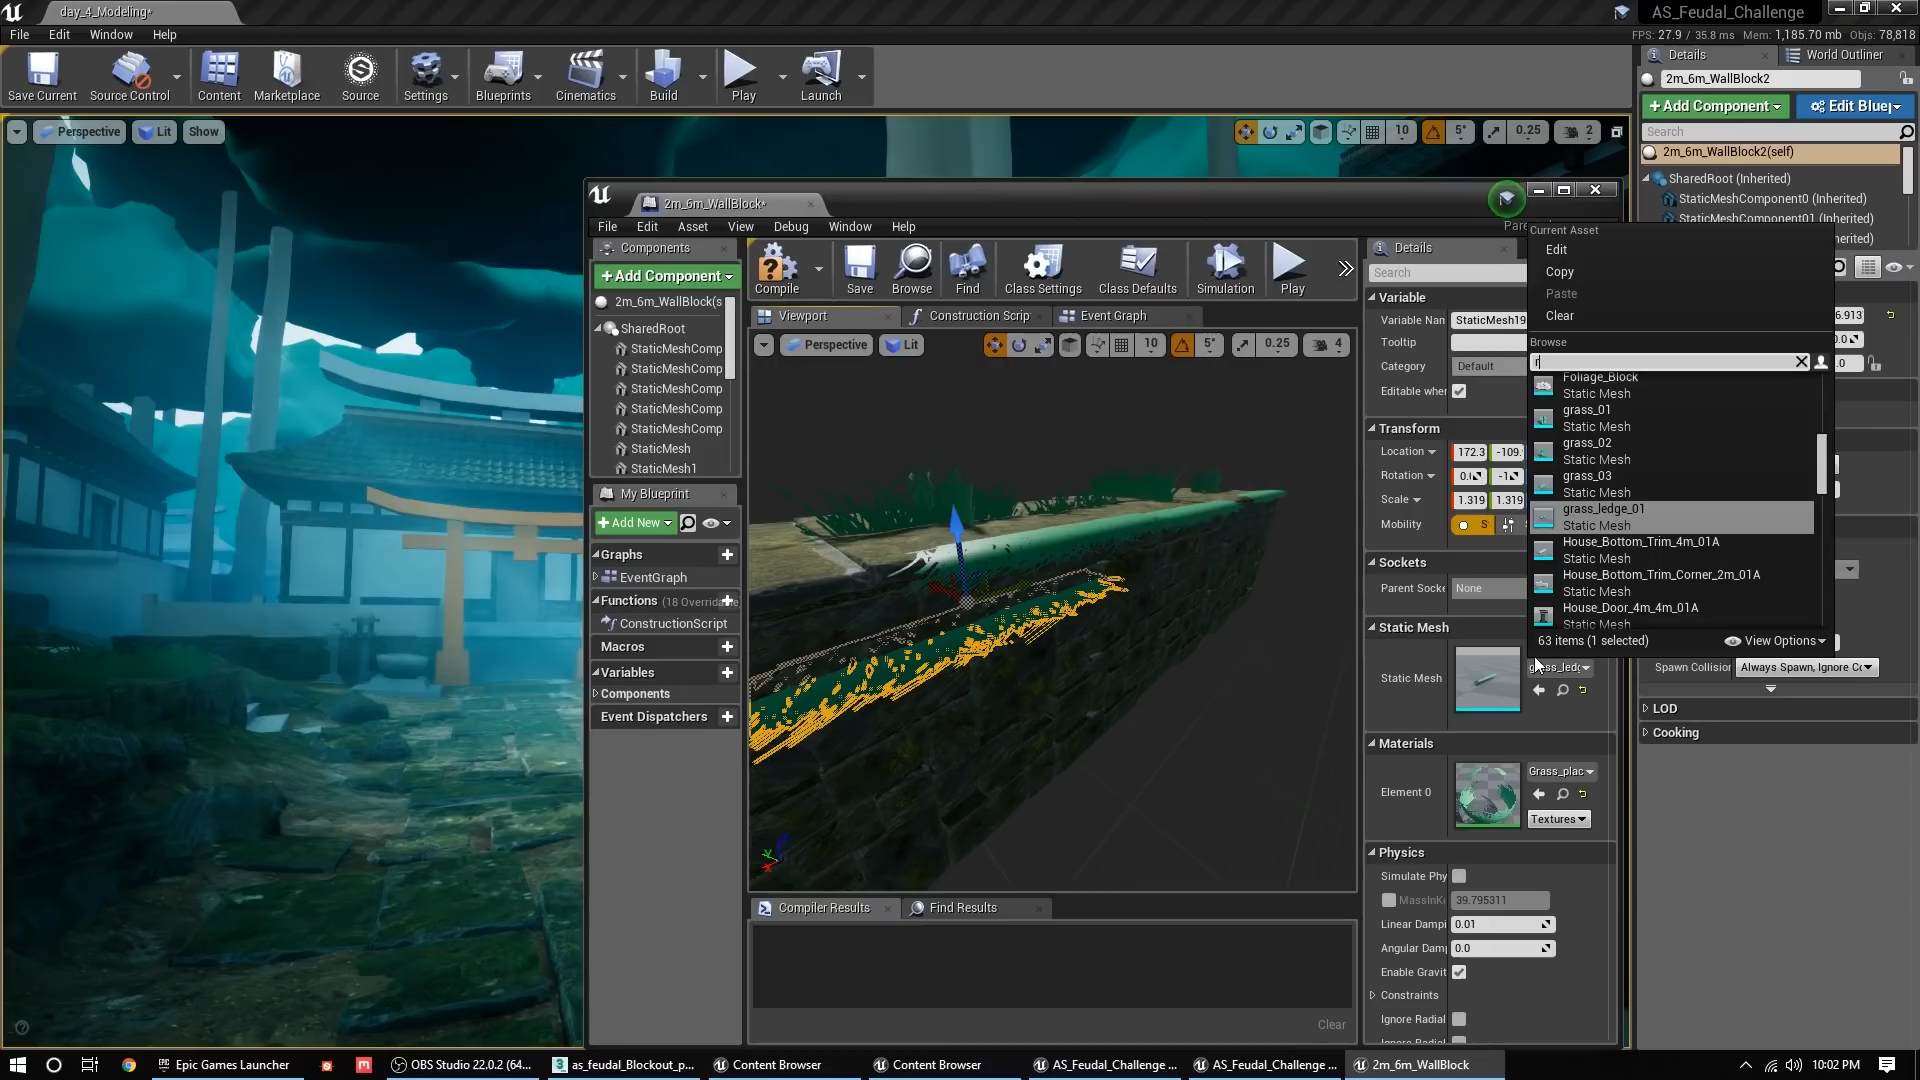 day_4_Modeling*
AS_Feudal_Challenge
File Edit Window Help
FPS: 27.9 / 35.8 ms Mem: 1,185.70 mb Objs: 78,818
Save Current
Source Control
Content
Marketplace
Source
Settings
Blueprints
Cinematics
Build
Play
Launch
Details
World Outliner
2m_6m_WallBlock2
+Add Component
Edit Bluep
Search
2m_6m_WallBlock2(self)
SharedRoot (Inherited)
StaticMeshComponent0 (Inherited)
StaticMeshComponent01 (Inherited)
Perspective Lit Show
10 5° 0.25 2
2m_6m_WallBlock*
File Edit Asset View Debug Window Help
Components
+Add Component
2m_6m_WallBlock(s
SharedRoot
StaticMeshComp
StaticMeshComp
StaticMeshComp
StaticMeshComp
StaticMeshComp
StaticMesh
StaticMesh1
Compile
Save
Browse
Find
Class Settings
Class Defaults
Simulation
Play
Viewport
Construction Scrip
Event Graph
Perspective Lit
10 5° 0.25 4
My Blueprint
+Add New
Graphs
EventGraph
Functions (18 Overridable
ConstructionScript
Macros
Variables
Components
Event Dispatchers
Compiler Results
Find Results
Clear
Details
Search
Variable
Variable Nam StaticMesh19
Tooltip
Category Default
Editable wher
Transform
Location 172.3 -109.
Rotation 0. -1
Scale 1.319 1.319
Mobility S
Sockets
Parent Socke None
Static Mesh
Static Mesh
grass_ledg
Materials
Element 0
Grass_plac
Textures
Physics
Simulate Phy
MassInKg 39.795311
Linear Dampi 0.01
Angular Damp 0.0
Enable Gravit
Constraints
Ignore Radial
Current Asset
Edit
Copy
Paste
Clear
Browse
r
Foliage_Block
Static Mesh
grass_01
Static Mesh
grass_02
Static Mesh
grass_03
Static Mesh
grass_ledge_01
Static Mesh
House_Bottom_Trim_4m_01A
Static Mesh
House_Bottom_Trim_Corner_2m_01A
Static Mesh
House_Door_4m_4m_01A
Static Mesh
63 items (1 selected)
View Options
Spawn Collision Always Spawn, Ignore Co
LOD
Cooking
Epic Games Launcher
OBS Studio 22.0.2 (64...
as_feudal_Blockout_p...
Content Browser
Content Browser
AS_Feudal_Challenge ...
AS_Feudal_Challenge ...
2m_6m_WallBlock
10:02 PM